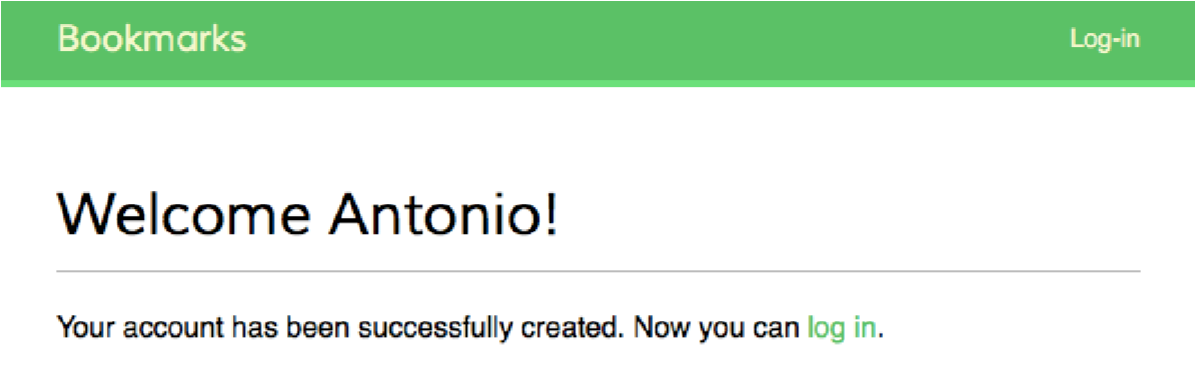 Bookmarks
Log-in
Welcome Antonio!
Your account has been successfully created. Now you can log in.